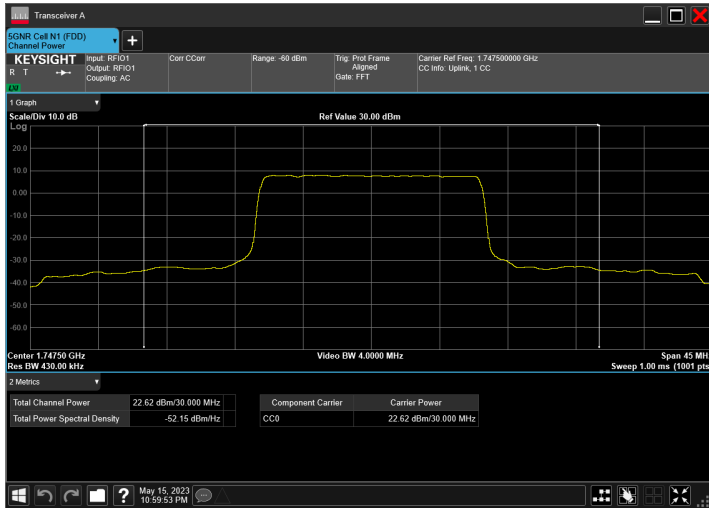 Transceiver A
5GNR Cell N1 (FDD)
Channel Power
KEYSIGHT
R T
LXI
Input: RFIO1
Output: RFIO1
Coupling: AC
Corr CCorr
Range: -60 dBm
Trig: Prot Frame
Aligned
Gate: FFT
Carrier Ref Freq: 1.747500000 GHz
CC Info: Uplink, 1 CC
1 Graph
Scale/Div 10.0 dB
Ref Value 30.00 dBm
Log
20.0
10.0
0.00
-10.0
-20.0
-30.0
-40.0
-50.0
-60.0
Center 1.74750 GHz
Video BW 4.0000 MHz
Span 45 MH
Res BW 430.00 kHz
Sweep 1.00 ms (1001 pts
2 Metrics
Total Channel Power 22.62 dBm/30.000 MHz
Total Power Spectral Density -52.15 dBm/Hz
Component Carrier Carrier Power
CC0 22.62 dBm/30.000 MHz
?
May 15, 2023
10:59:53 PM